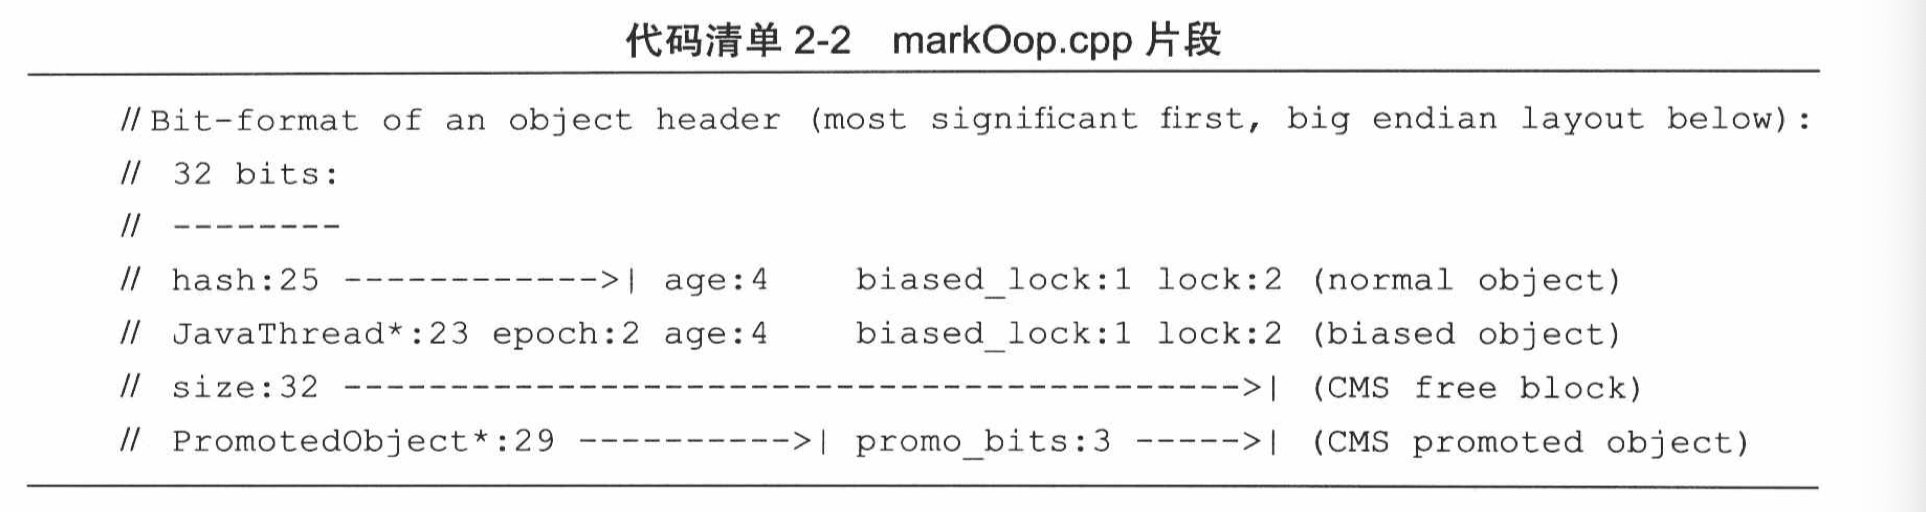 代码清单 2-2 markOop.cpp 片段
// Bit-format of an object header (most significant first, big endian layout below):
// 32 bits:
// --------
// hash:25 ------------>| age:4 biased_lock:1 lock:2 (normal object)
// JavaThread*:23 epoch:2 age:4 biased_lock:1 lock:2 (biased object)
// size:32 ------------------------------------------>| (CMS free block)
// PromotedObject*:29 ---------->| promo_bits:3 ----->| (CMS promoted object)